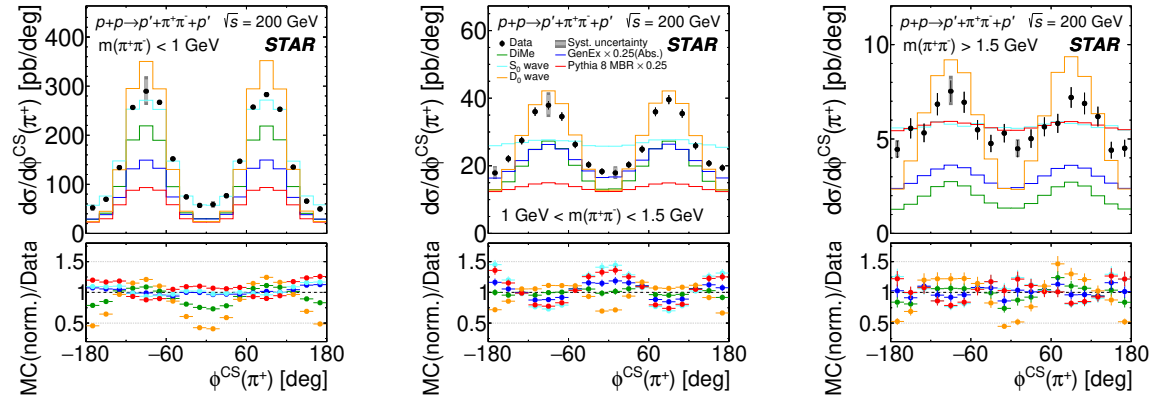 p+p→p'+π⁺π⁻+p' √s = 200 GeV
m(π⁺π⁻) < 1 GeV STAR
dσ/dφ^CS(π⁺) [pb/deg]
400
300
200
100
0
MC(norm.)/Data
1.5
1
0.5
−180 −60 60 180
φ^CS(π⁺) [deg]
p+p→p'+π⁺π⁻+p' √s = 200 GeV
Data Syst. uncertainty STAR
DiMe GenEx × 0.25(Abs.)
S₀ wave Pythia 8 MBR × 0.25
D₀ wave
1 GeV < m(π⁺π⁻) < 1.5 GeV
dσ/dφ^CS(π⁺) [pb/deg]
60
40
20
0
MC(norm.)/Data
1.5
1
0.5
−180 −60 60 180
φ^CS(π⁺) [deg]
p+p→p'+π⁺π⁻+p' √s = 200 GeV
m(π⁺π⁻) > 1.5 GeV STAR
dσ/dφ^CS(π⁺) [pb/deg]
10
5
0
MC(norm.)/Data
1.5
1
0.5
−180 −60 60 180
φ^CS(π⁺) [deg]